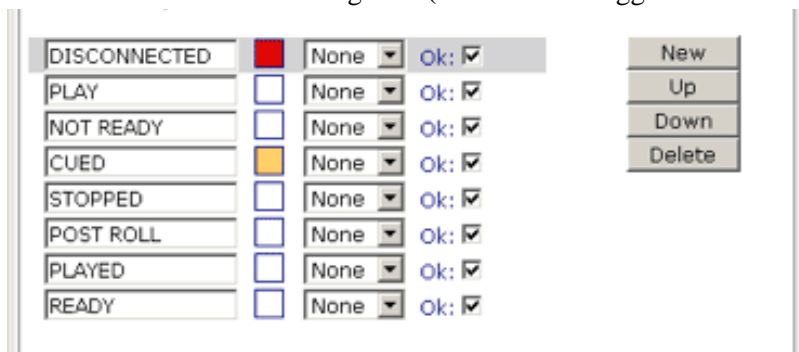 DISCONNECTED None Ok: New
PLAY None Ok: Up
NOT READY None Ok: Down
CUED None Ok: Delete
STOPPED None Ok:
POST ROLL None Ok:
PLAYED None Ok:
READY None Ok: